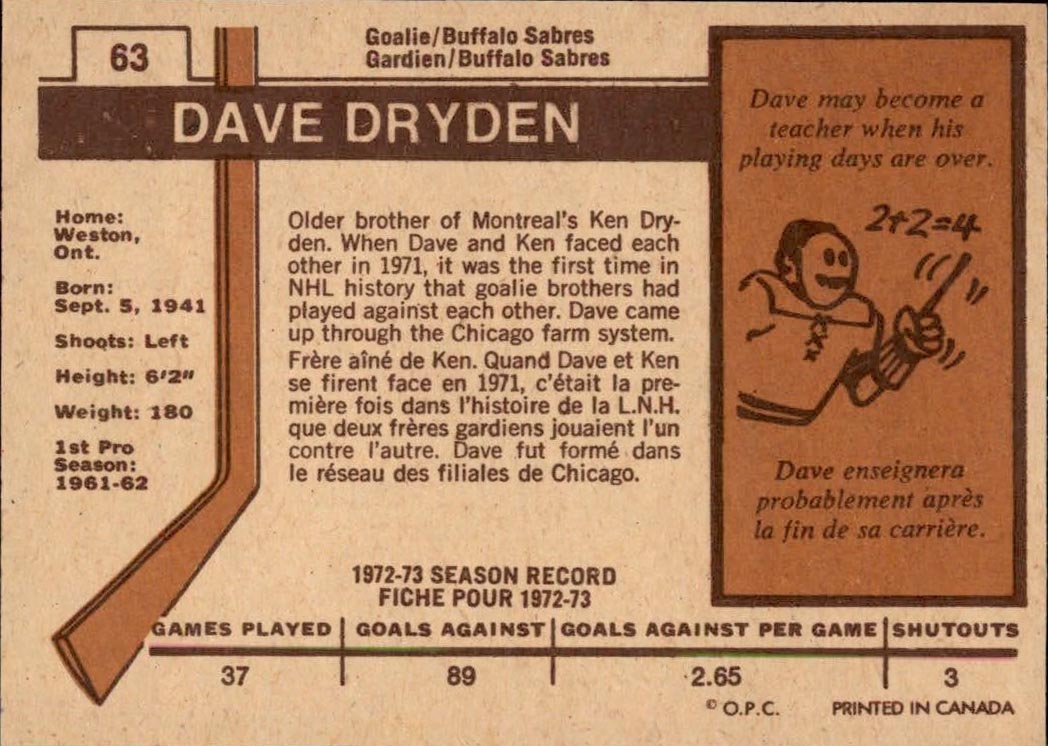 63
Goalie/Buffalo Sabres
Gardien/Buffalo Sabres
DAVE DRYDEN
Home:
Weston,
Ont.
Born:
Sept. 5, 1941
Shoots: Left
Height: 6'2"
Weight: 180
1st Pro
Season:
1961-62
Older brother of Montreal's Ken Dry-
den. When Dave and Ken faced each
other in 1971, it was the first time in
NHL history that goalie brothers had
played against each other. Dave came
up through the Chicago farm system.
Frère aîné de Ken. Quand Dave et Ken
se firent face en 1971, c'était la pre-
mière fois dans l'histoire de la L.N.H.
que deux frères gardiens jouaient l'un
contre l'autre. Dave fut formé dans
le réseau des filiales de Chicago.
Dave may become a
teacher when his
playing days are over.
2+2=4
Dave enseignera
probablement après
la fin de sa carrière.
1972-73 SEASON RECORD
FICHE POUR 1972-73
GAMES PLAYED GOALS AGAINST GOALS AGAINST PER GAME SHUTOUTS
37 89 2.65 3
© O.P.C. PRINTED IN CANADA